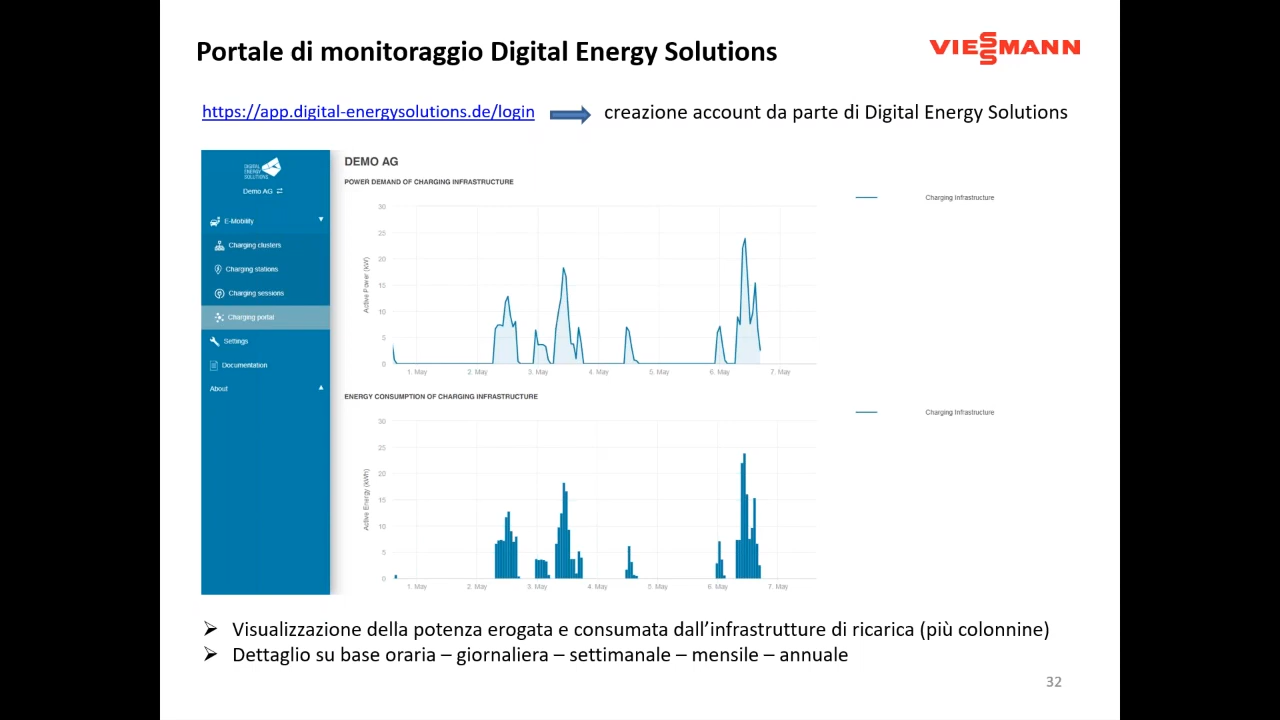 Portale di monitoraggio Digital Energy Solutions
VIESSMANN
https://app.digital-energysolutions.de/login
creazione account da parte di Digital Energy Solutions
DIGITAL
ENERGY
SOLUTIONS
Demo AG
E-Mobility
Charging clusters
Charging stations
Charging sessions
Charging portal
Settings
Documentation
About
DEMO AG
POWER DEMAND OF CHARGING INFRASTRUCTURE
Charging Infrastructure
Active Power (KW)
30
25
20
15
10
5
0
1. May 2. May 3. May 4. May 5. May 6. May 7. May
ENERGY CONSUMPTION OF CHARGING INFRASTRUCTURE
Charging Infrastructure
Active Energy (KWh)
30
25
20
15
10
5
0
1. May 2. May 3. May 4. May 5. May 6. May 7. May
Visualizzazione della potenza erogata e consumata dall’infrastrutture di ricarica (più colonnine)
Dettaglio su base oraria – giornaliera – settimanale – mensile – annuale
32